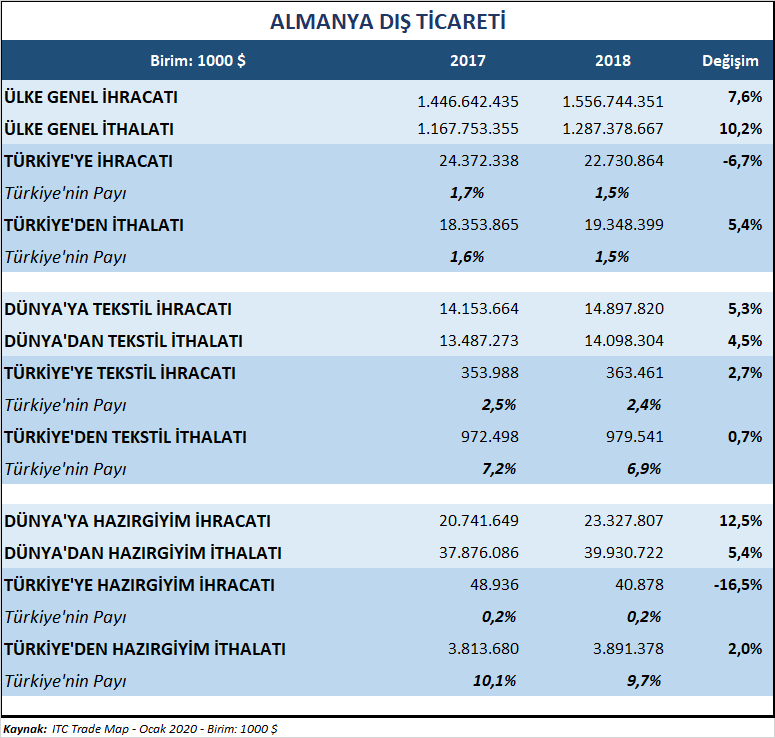 ALMANYA DIŞ TİCARETİ
Birim: 1000 $ 2017 2018 Değişim
ÜLKE GENEL İHRACATI 1.446.642.435 1.556.744.351 7,6%
ÜLKE GENEL İTHALATI 1.167.753.355 1.287.378.667 10,2%
TÜRKİYE'YE İHRACATI 24.372.338 22.730.864 -6,7%
Türkiye'nin Payı 1,7% 1,5%
TÜRKİYE'DEN İTHALATI 18.353.865 19.348.399 5,4%
Türkiye'nin Payı 1,6% 1,5%
DÜNYA'YA TEKSTİL İHRACATI 14.153.664 14.897.820 5,3%
DÜNYA'DAN TEKSTİL İTHALATI 13.487.273 14.098.304 4,5%
TÜRKİYE'YE TEKSTİL İHRACATI 353.988 363.461 2,7%
Türkiye'nin Payı 2,5% 2,4%
TÜRKİYE'DEN TEKSTİL İTHALATI 972.498 979.541 0,7%
Türkiye'nin Payı 7,2% 6,9%
DÜNYA'YA HAZIRGİYİM İHRACATI 20.741.649 23.327.807 12,5%
DÜNYA'DAN HAZIRGİYİM İTHALATI 37.876.086 39.930.722 5,4%
TÜRKİYE'YE HAZIRGİYİM İHRACATI 48.936 40.878 -16,5%
Türkiye'nin Payı 0,2% 0,2%
TÜRKİYE'DEN HAZIRGİYİM İTHALATI 3.813.680 3.891.378 2,0%
Türkiye'nin Payı 10,1% 9,7%
Kaynak: ITC Trade Map - Ocak 2020 - Birim: 1000 $